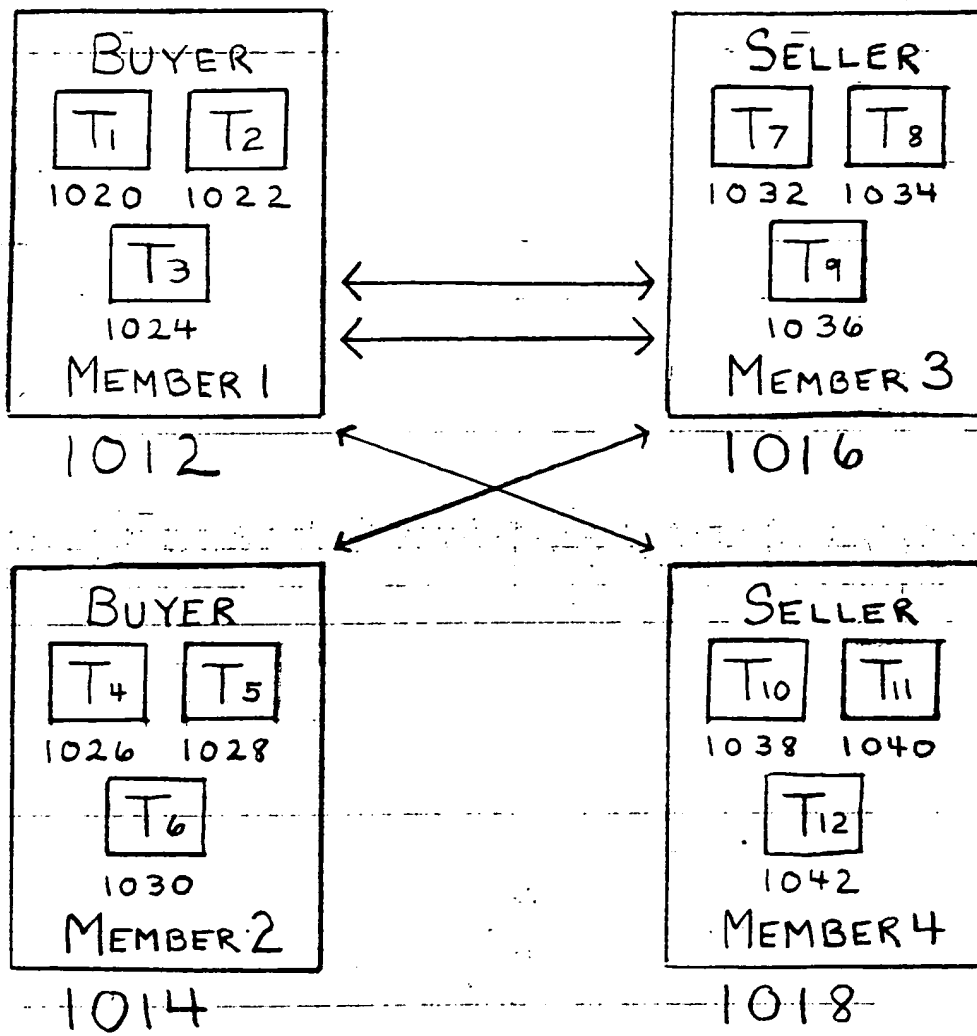 BUYER
T1 T2
1020 1022
T3
1024
MEMBER 1
1012
SELLER
T7 T8
1032 1034
T9
1036
MEMBER 3
1016
BUYER
T4 T5
1026 1028
T6
1030
MEMBER 2
1014
SELLER
T10 T11
1038 1040
T12
1042
MEMBER 4
1018